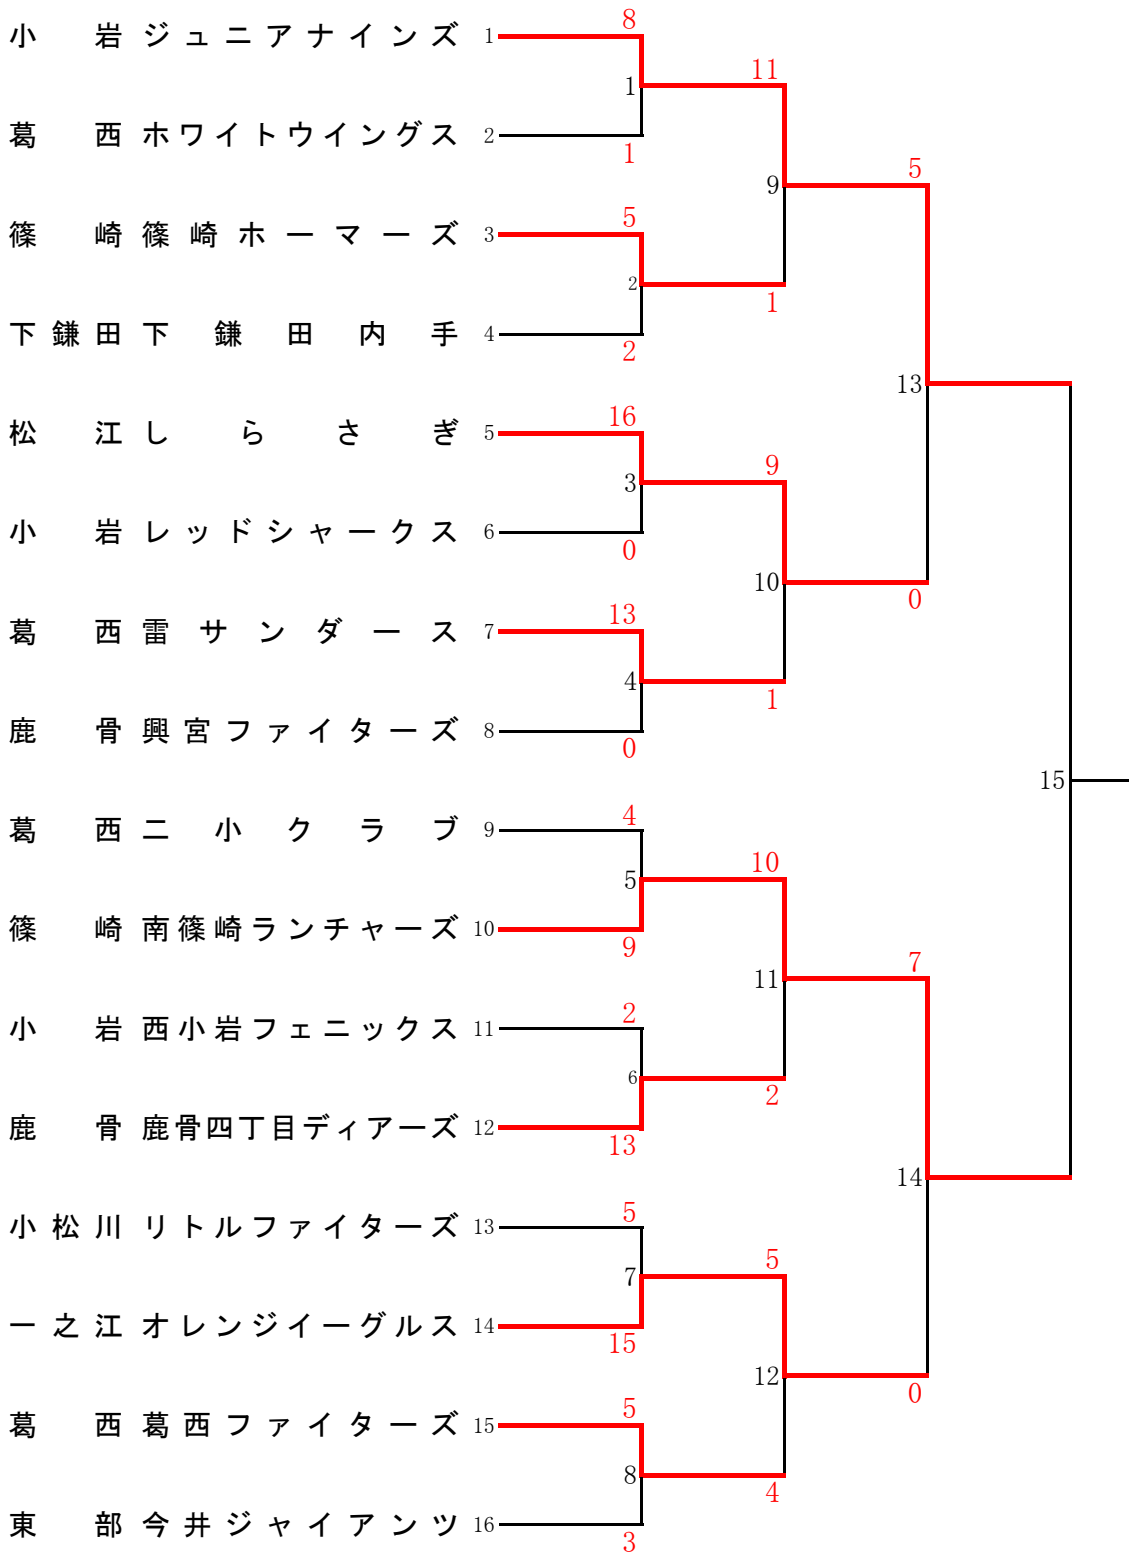 8
小 岩 ジュニアナインズ 1
11
1
葛 西 ホワイトウイングス 2
1
5
9
5
篠 崎 篠崎ホーマーズ 3
2
1
下鎌田 下鎌田内手 4
2
13
16
松 江 しらさぎ 5
9
3
小 岩 レッドシャークス 6
0
10
0
13
葛 西 雷サンダース 7
4
1
鹿 骨 興宮ファイターズ 8
0
15
4
葛 西 二小クラブ 9
10
5
篠 崎 南篠崎ランチャーズ 10
9
7
11
2
小 岩 西小岩フェニックス 11
6
2
鹿 骨 鹿骨四丁目ディアーズ 12
13
14
5
小松川 リトルファイターズ 13
5
7
一之江 オレンジイーグルス 14
15
12
0
5
葛 西 葛西ファイターズ 15
8
4
東 部 今井ジャイアンツ 16
3